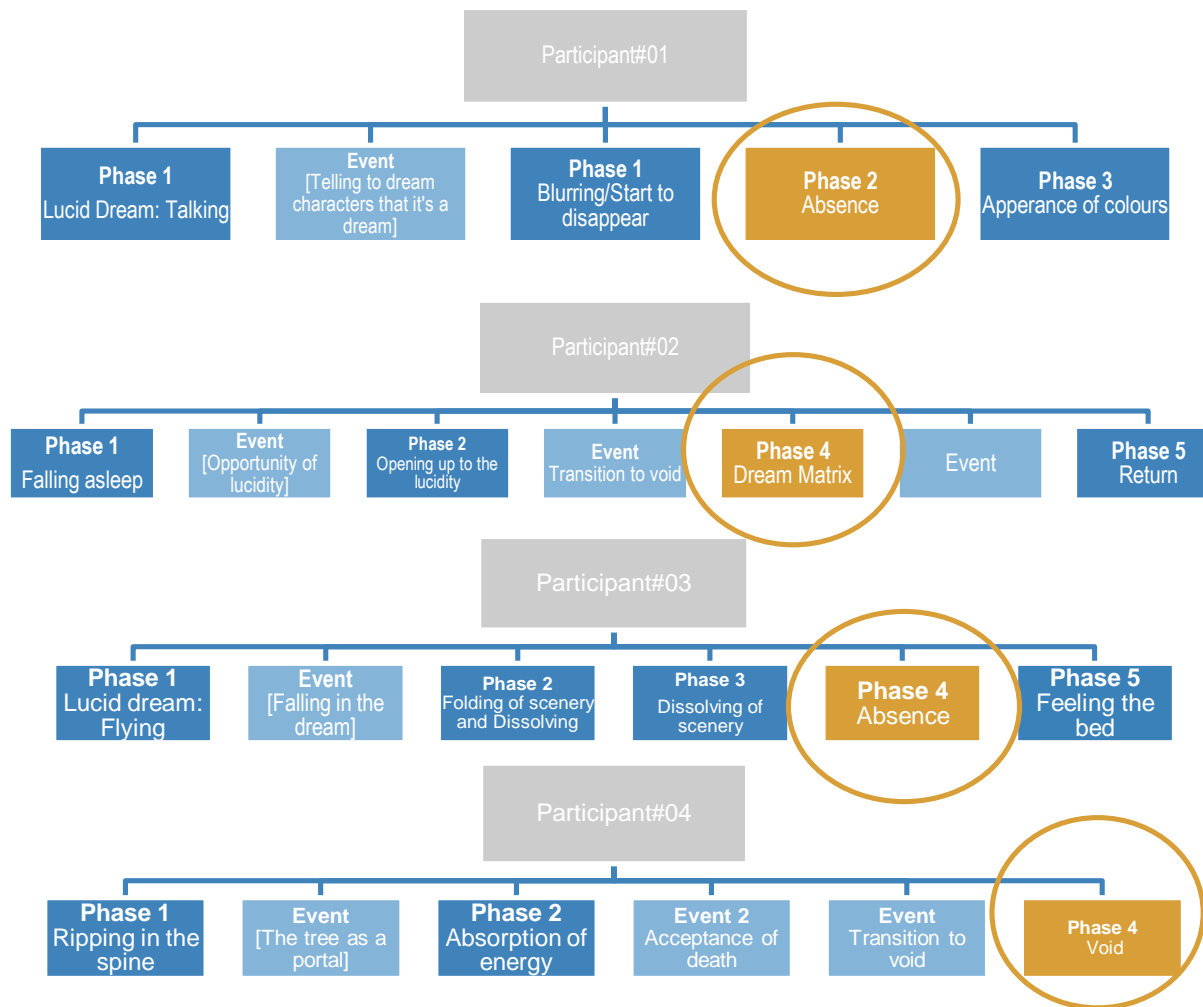 Participant#01
Phase 1
Lucid Dream: Talking
Event
[Telling to dream
characters that it's a
dream]
Phase 1
Blurring/Start to
disappear
Phase 2
Absence
Phase 3
Apperance of colours
Participant#02
Phase 1
Falling asleep
Event
[Opportunity of
lucidity]
Phase 2
Opening up to the
lucidity
Event
Transition to void
Phase 4
Dream Matrix
Event
Phase 5
Return
Participant#03
Phase 1
Lucid dream:
Flying
Event
[Falling in the
dream]
Phase 2
Folding of scenery
and Dissolving
Phase 3
Dissolving of
scenery
Phase 4
Absence
Phase 5
Feeling the
bed
Participant#04
Phase 1
Ripping in the
spine
Event
[The tree as a
portal]
Phase 2
Absorption of
energy
Event 2
Acceptance of
death
Event
Transition to
void
Phase 4
Void